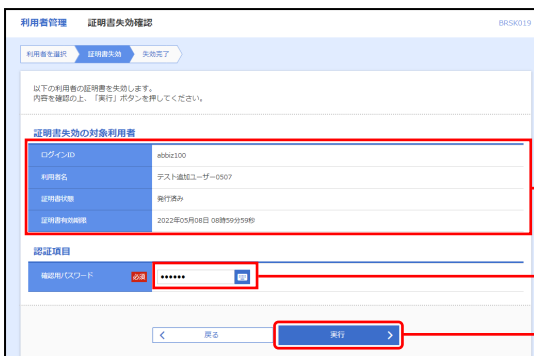 利用者管理 証明書失効確認 BRSK019
利用者を選択 証明書失効 失効完了
以下の利用者の証明書を失効します。
内容を確認の上、「実行」ボタンを押してください。
証明書失効の対象利用者
ログインID abbiz100
利用者名 テスト追加ユーザー0507
証明書状態 発行済み
証明書有効期限 2022年05月08日 08時59分59秒
認証項目
確認用パスワード 必須 ••••••
戻る 実行